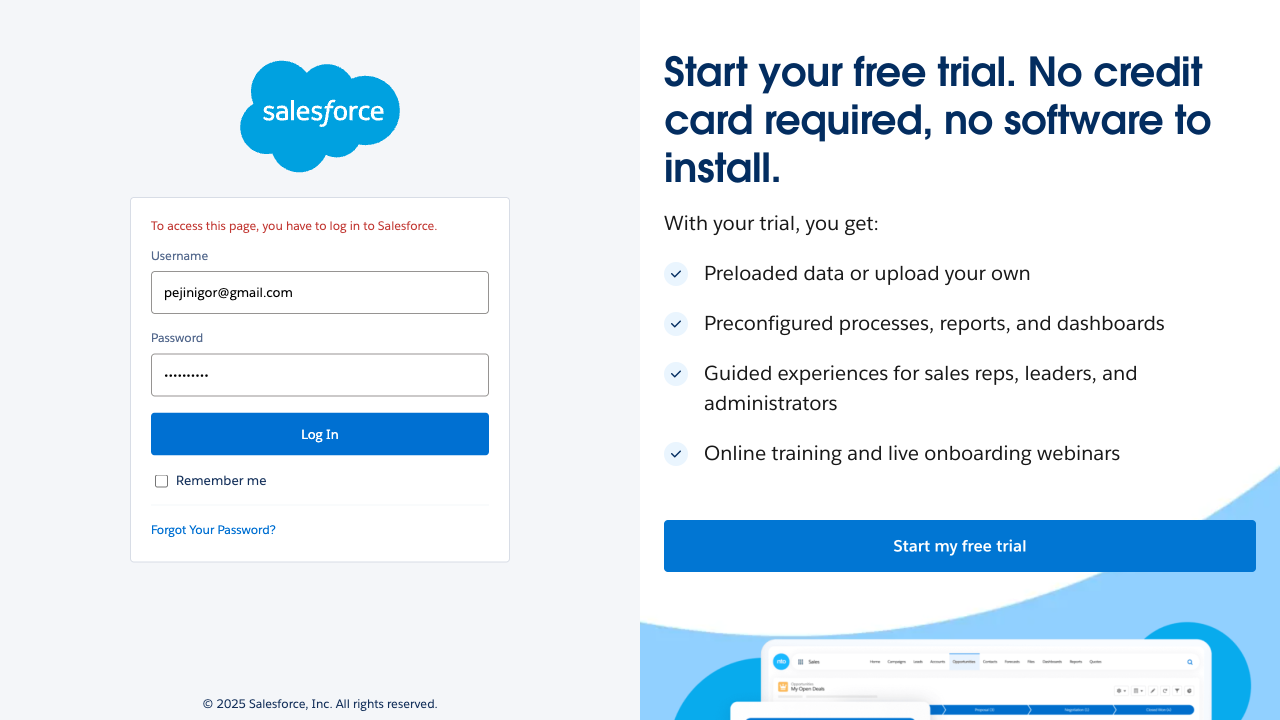 salesforce
To access this page, you have to log in to Salesforce.
Username
pejinigor@gmail.com
Password
••••••••••
Log In
Remember me
Forgot Your Password?
© 2025 Salesforce, Inc. All rights reserved.
Start your free trial. No credit
card required, no software to
install.
With your trial, you get:
Preloaded data or upload your own
Preconfigured processes, reports, and dashboards
Guided experiences for sales reps, leaders, and
administrators
Online training and live onboarding webinars
Start my free trial
nto
Sales
Home
Campaigns
Leads
Accounts
Opportunities
Contacts
Forecasts
Files
Dashboards
Reports
Quotes
Opportunities
My Open Deals